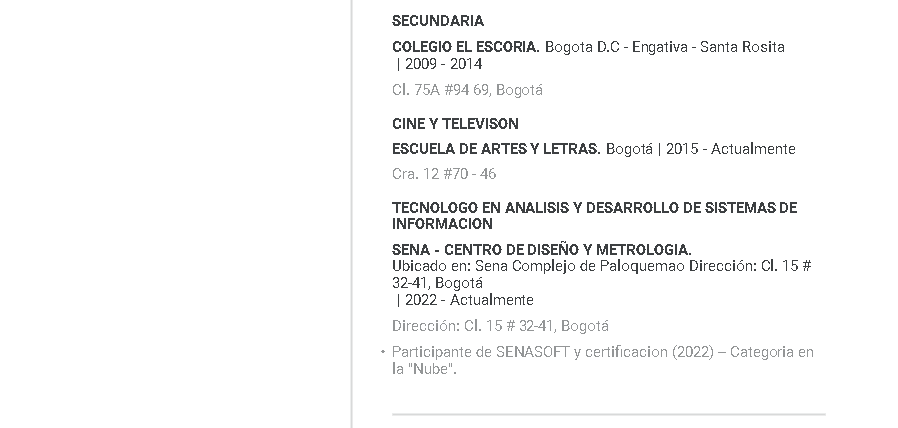 SECUNDARIA
COLEGIO EL ESCORIA. Bogota D.C - Engativa - Santa Rosita
| 2009 - 2014
Cl. 75A #94 69, Bogotá
CINE Y TELEVISON
ESCUELA DE ARTES Y LETRAS. Bogotá | 2015 - Actualmente
Cra. 12 #70 - 46
TECNOLOGO EN ANALISIS Y DESARROLLO DE SISTEMAS DE
INFORMACION
SENA - CENTRO DE DISEÑO Y METROLOGIA.
Ubicado en: Sena Complejo de Paloquemao Dirección: Cl. 15 #
32-41, Bogotá
| 2022 - Actualmente
Dirección: Cl. 15 # 32-41, Bogotá
• Participante de SENASOFT y certificacion (2022) – Categoria en
la "Nube".